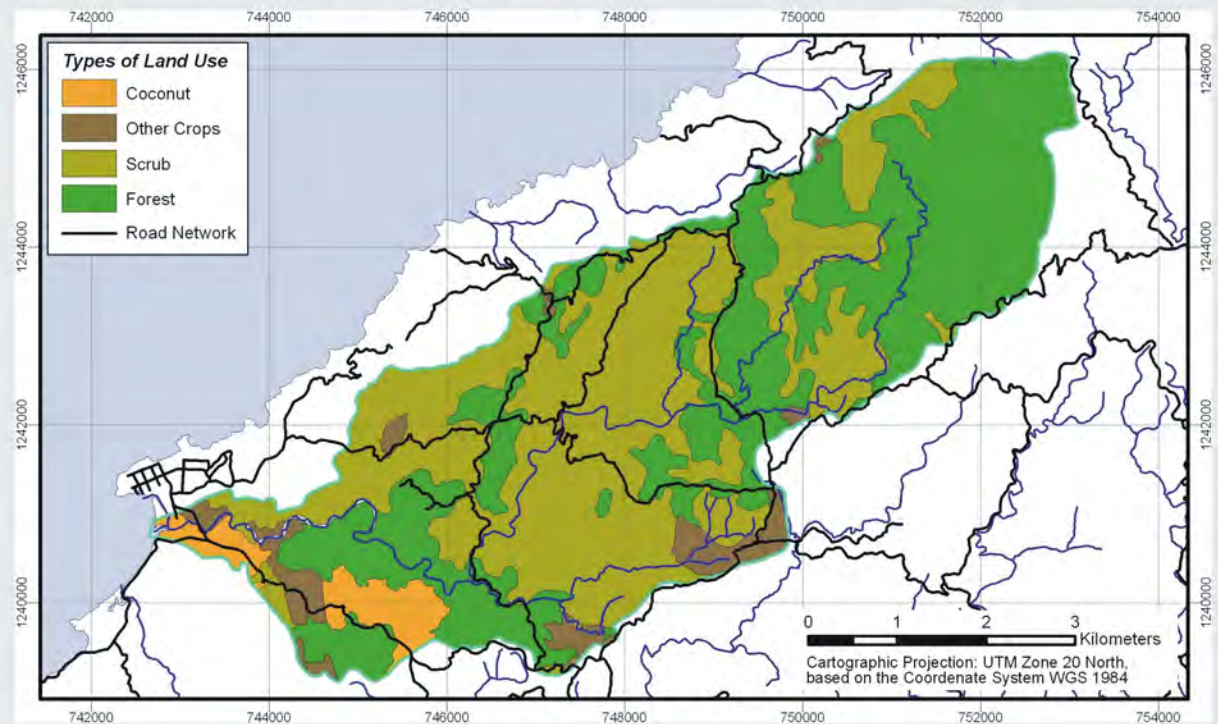 742000 744000 746000 748000 750000 752000 754000
Types of Land Use
Coconut
Other Crops
Scrub
Forest
Road Network
1246000 1246000
1244000 1244000
1242000 1242000
1240000 1240000
0 1 2 3 Kilometers
Cartographic Projection: UTM Zone 20 North,
based on the Coordenate System WGS 1984
742000 744000 746000 748000 750000 752000 754000